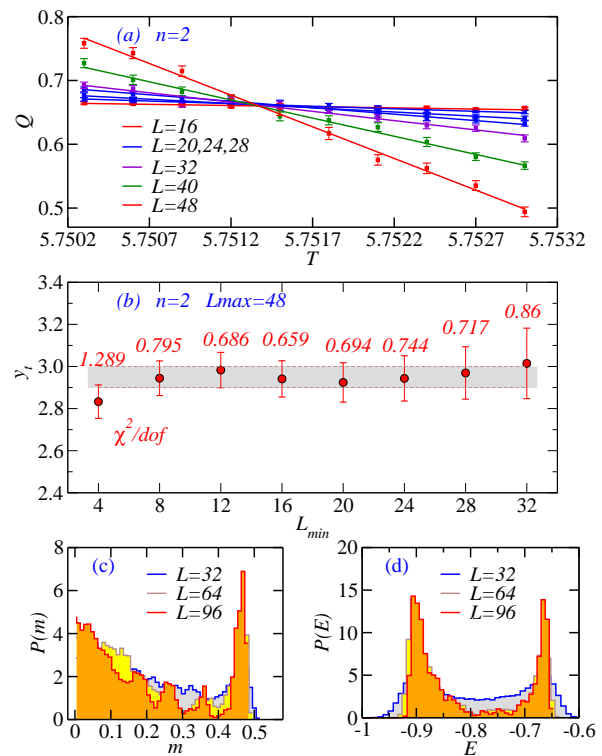 (a) n=2
0.8
0.7
0.6
0.5
Q
L=16
L=20,24,28
L=32
L=40
L=48
5.7502 5.7507 5.7512 5.7517 5.7522 5.7527 5.7532
T
(b) n=2 Lmax=48
3.4
3.2
3.0
2.8
2.6
2.4
y_t
1.289 0.795 0.686 0.659 0.694 0.744 0.717 0.86
χ²/dof
4 8 12 16 20 24 28 32
L_min
(c)
8
6
4
2
0
P(m)
L=32
L=64
L=96
0 0.1 0.2 0.3 0.4 0.5
m
(d)
20
15
10
5
0
P(E)
L=32
L=64
L=96
-1 -0.9 -0.8 -0.7 -0.6
E